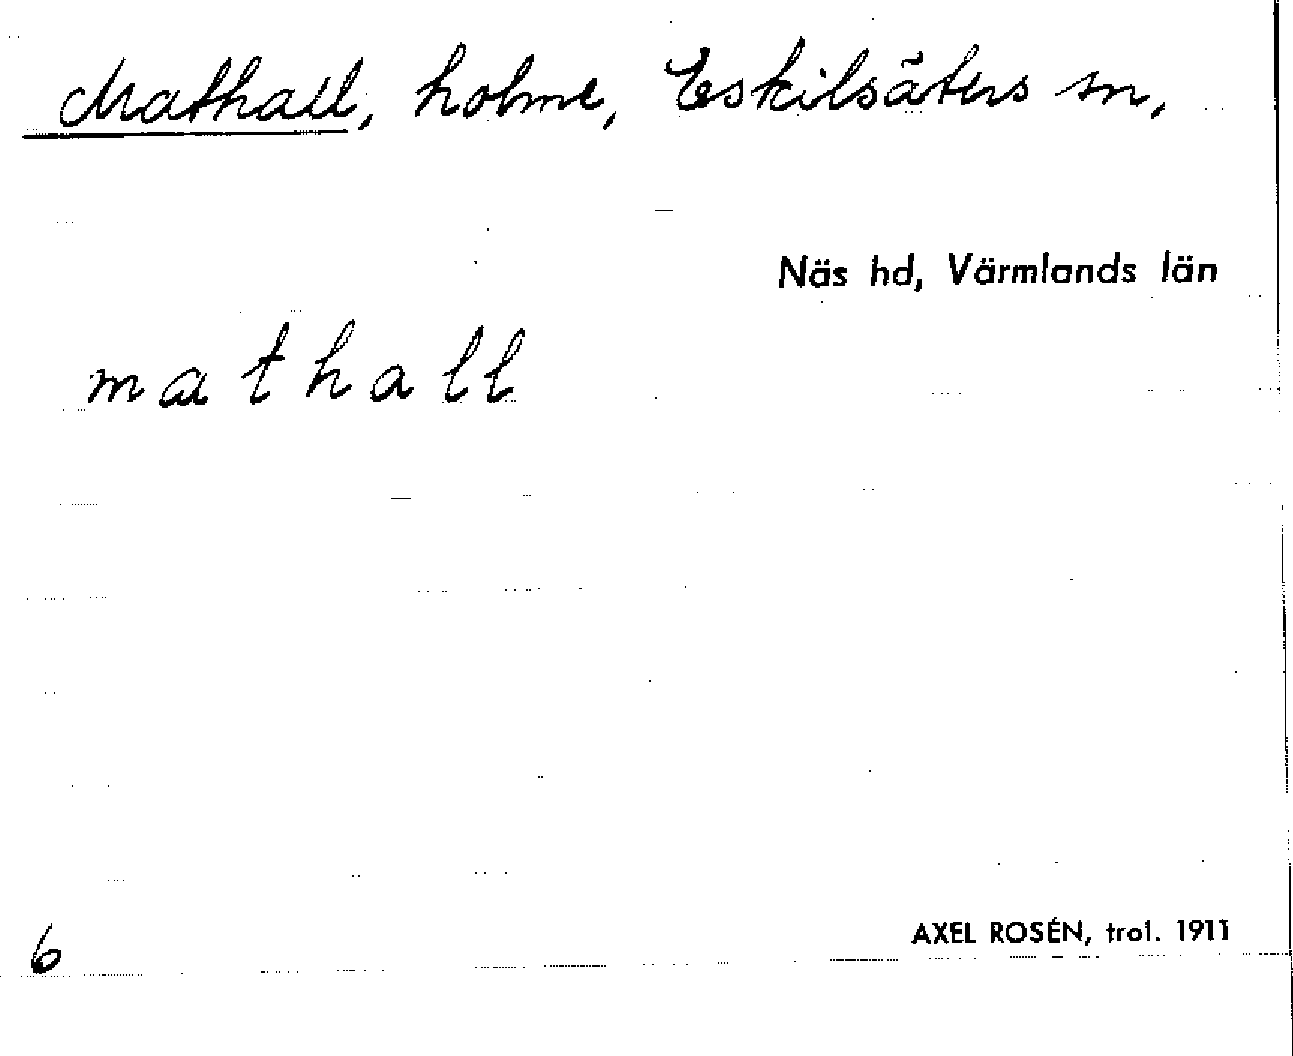 Mathall, holme, Eskilsäters sn,
Näs hd, Värmlands län
mathall
6
AXEL ROSÉN, trol. 1911